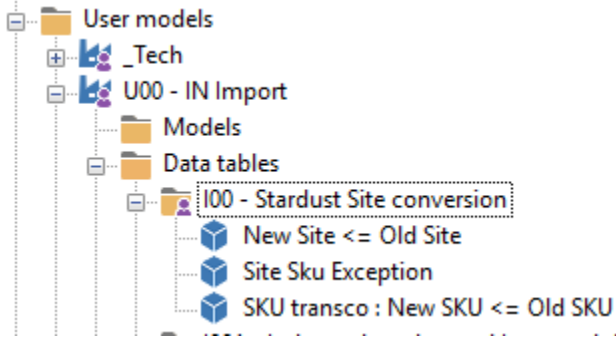 User models
_Tech
U00 - IN Import
Models
Data tables
I00 - Stardust Site conversion
New Site <= Old Site
Site Sku Exception
SKU transco : New SKU <= Old SKU